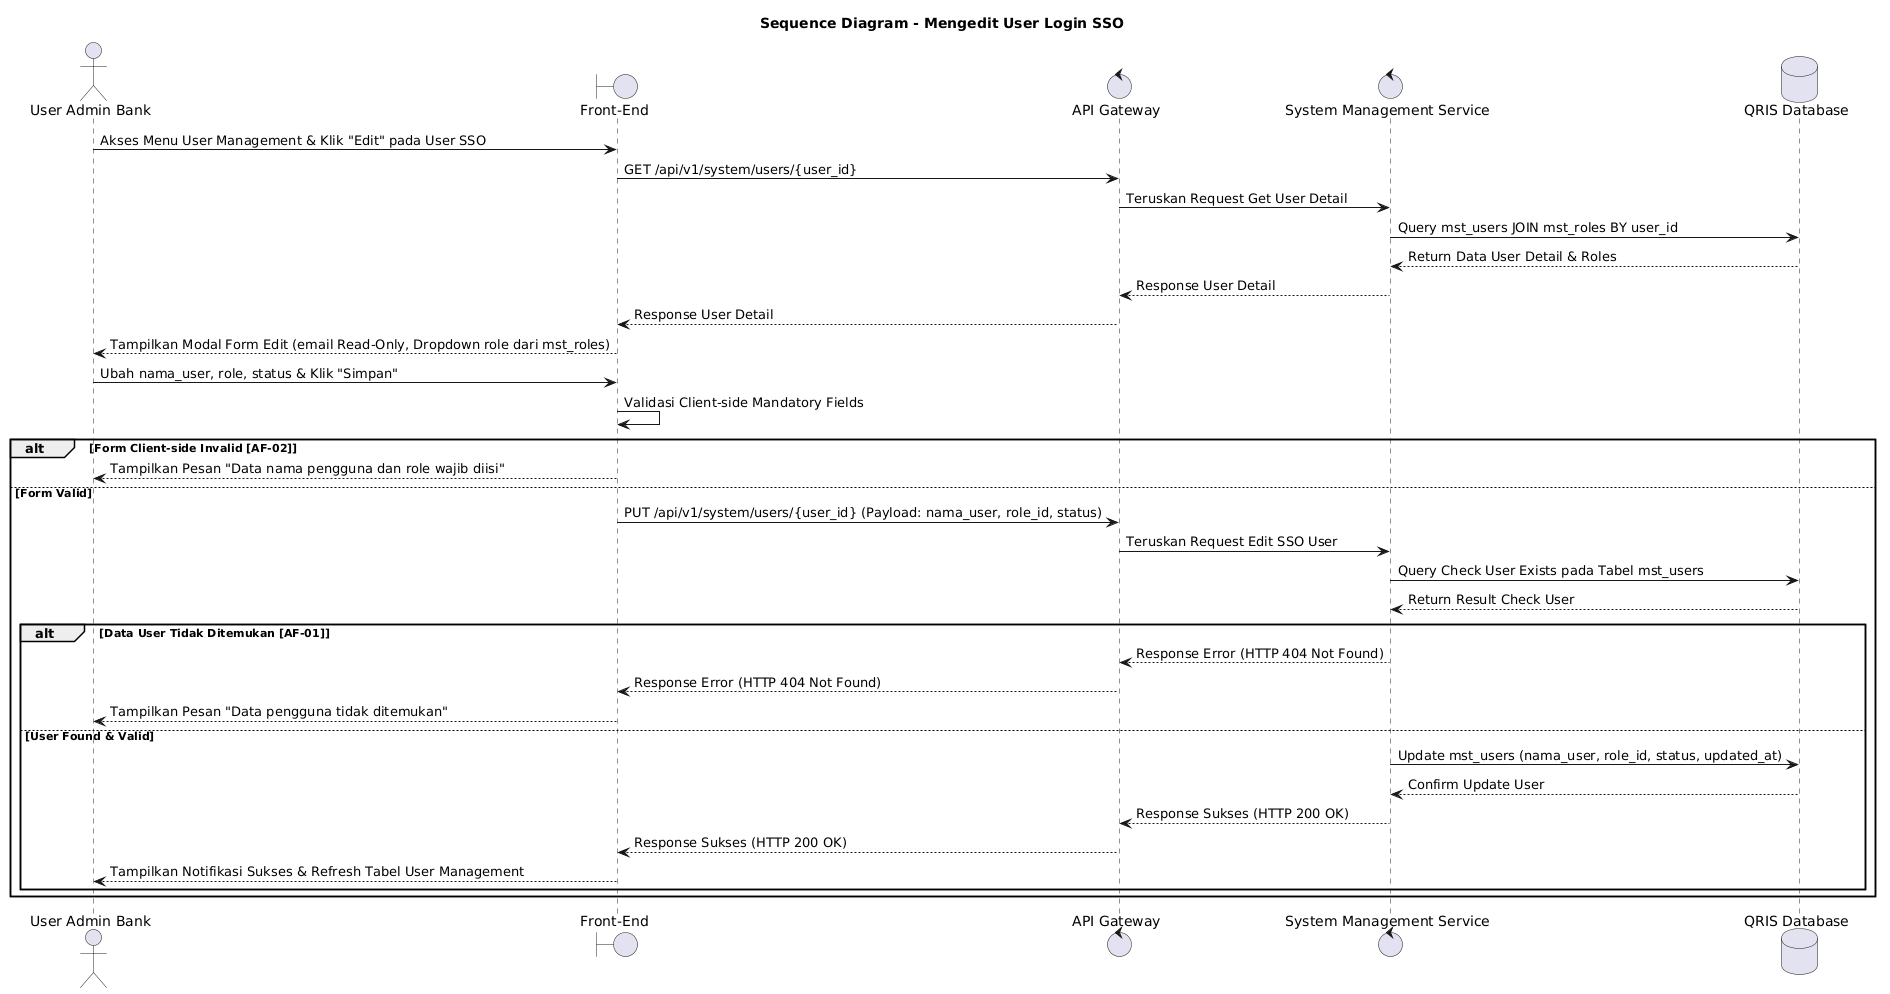 Sequence Diagram - Mengedit User Login SSO
User Admin Bank
Front-End
API Gateway
System Management Service
QRIS Database
Akses Menu User Management & Klik "Edit" pada User SSO
GET /api/v1/system/users/{user_id}
Teruskan Request Get User Detail
Query mst_users JOIN mst_roles BY user_id
Return Data User Detail & Roles
Response User Detail
Response User Detail
Tampilkan Modal Form Edit (email Read-Only, Dropdown role dari mst_roles)
Ubah nama_user, role, status & Klik "Simpan"
Validasi Client-side Mandatory Fields
alt [Form Client-side Invalid [AF-02]]
Tampilkan Pesan "Data nama pengguna dan role wajib diisi"
[Form Valid]
PUT /api/v1/system/users/{user_id} (Payload: nama_user, role_id, status)
Teruskan Request Edit SSO User
Query Check User Exists pada Tabel mst_users
Return Result Check User
alt [Data User Tidak Ditemukan [AF-01]]
Response Error (HTTP 404 Not Found)
Response Error (HTTP 404 Not Found)
Tampilkan Pesan "Data pengguna tidak ditemukan"
[User Found & Valid]
Update mst_users (nama_user, role_id, status, updated_at)
Confirm Update User
Response Sukses (HTTP 200 OK)
Response Sukses (HTTP 200 OK)
Tampilkan Notifikasi Sukses & Refresh Tabel User Management
User Admin Bank
Front-End
API Gateway
System Management Service
QRIS Database